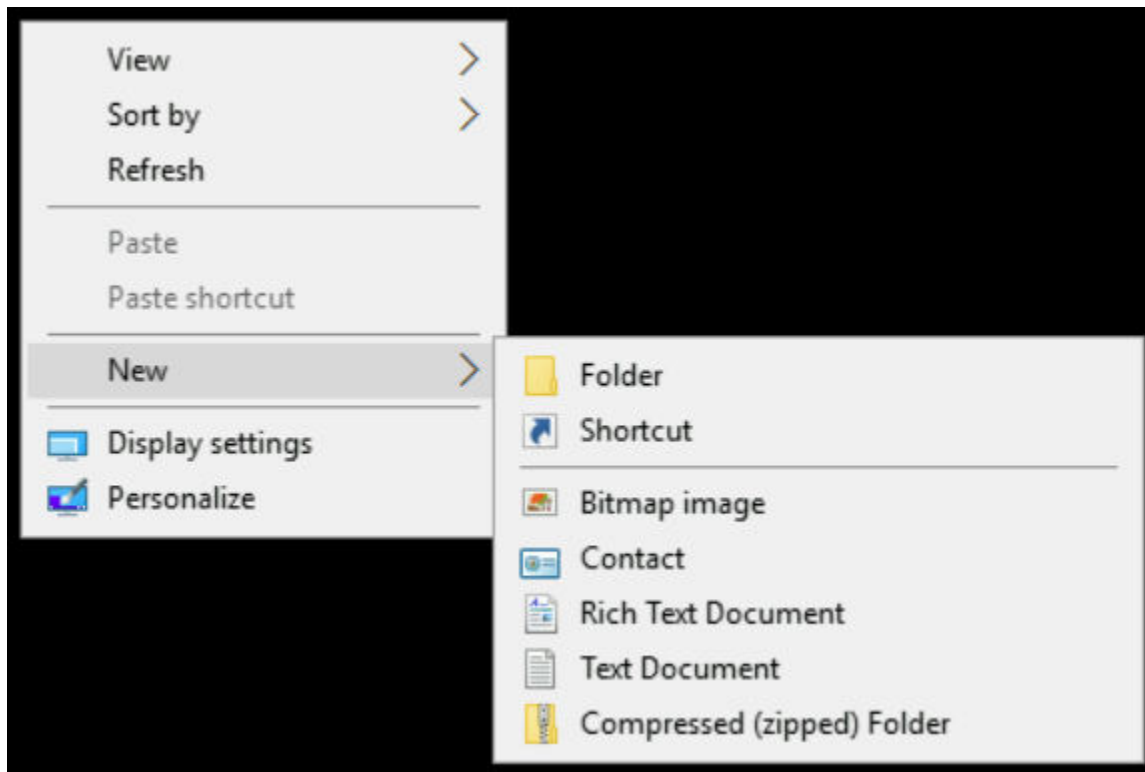 View
Sort by
Refresh
Paste
Paste shortcut
New
Display settings
Personalize
Folder
Shortcut
Bitmap image
Contact
Rich Text Document
Text Document
Compressed (zipped) Folder